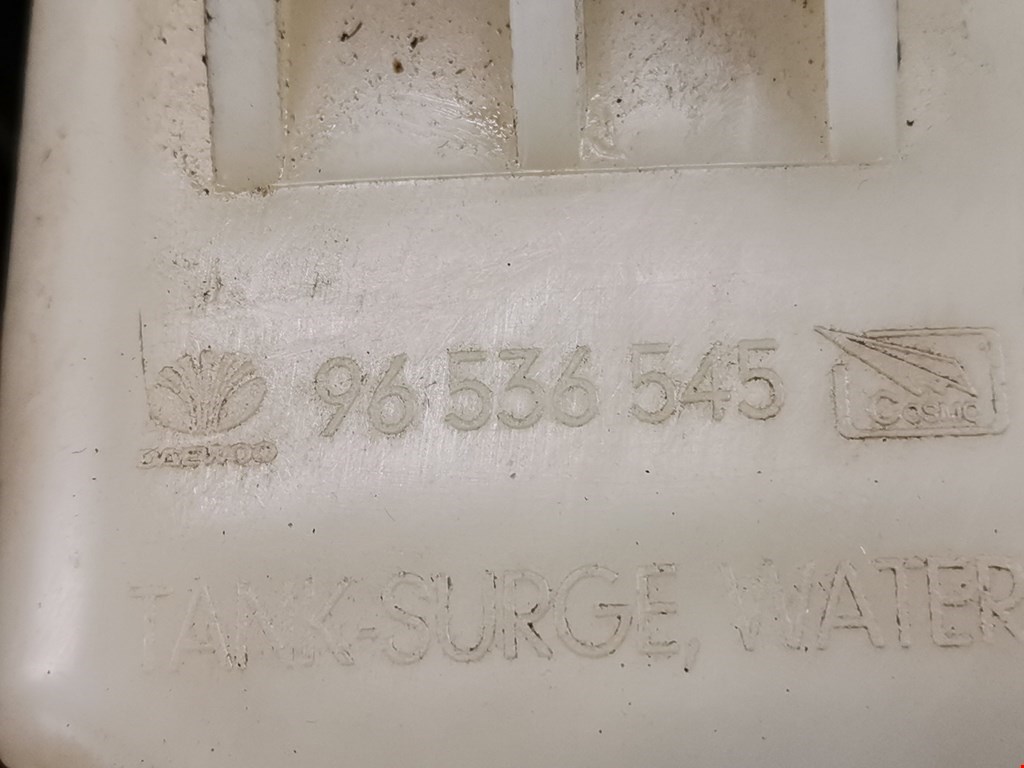 DAEWOO 96 536 545 COSMO
TANK-SURGE, WATER